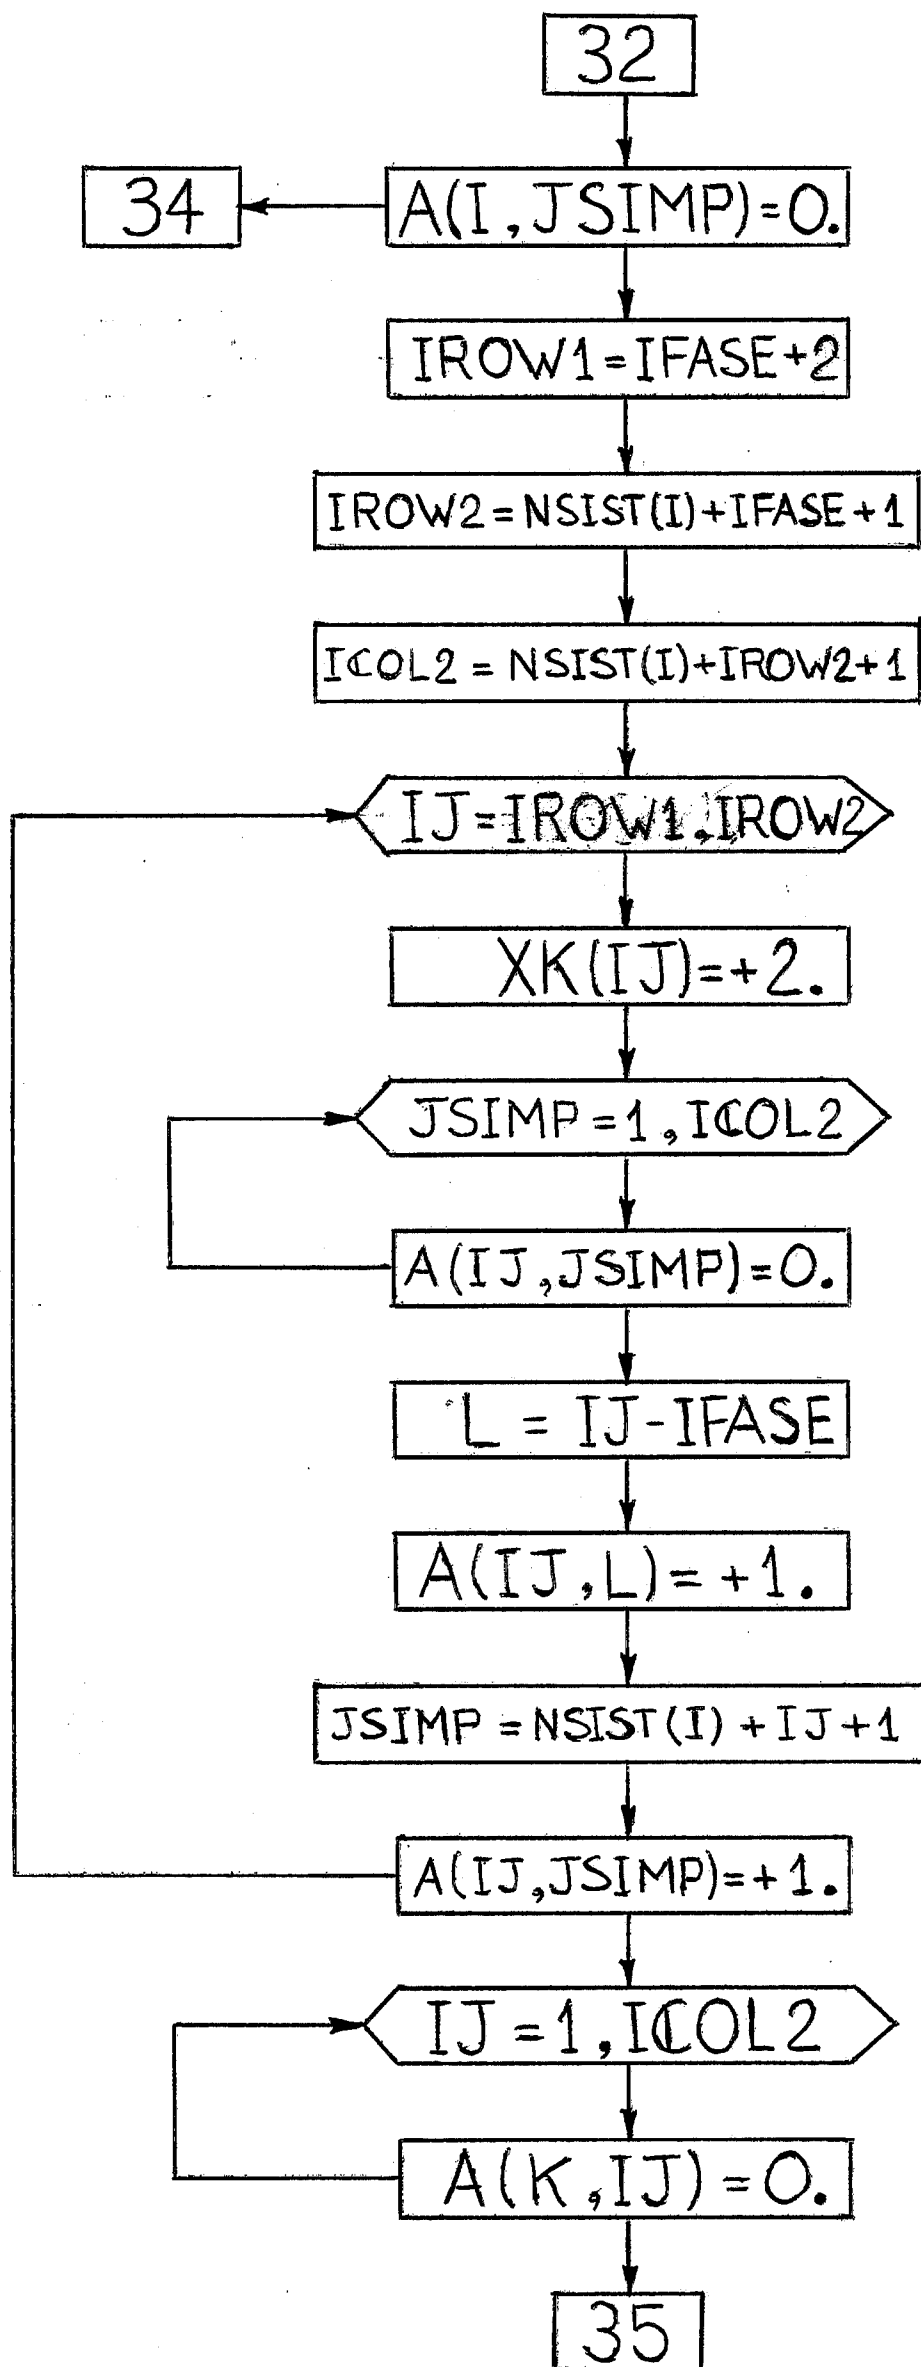 32
34
A(I,JSIMP)=0.
IROW1=IFASE+2
IROW2=NSIST(I)+IFASE+1
ICOL2=NSIST(I)+IROW2+1
IJ=IROW1,IROW2
XK(IJ)=+2.
JSIMP=1,ICOL2
A(IJ,JSIMP)=0.
L = IJ-IFASE
A(IJ,L)=+1.
JSIMP=NSIST(I)+IJ+1
A(IJ,JSIMP)=+1.
IJ=1,ICOL2
A(K,IJ)=0.
35